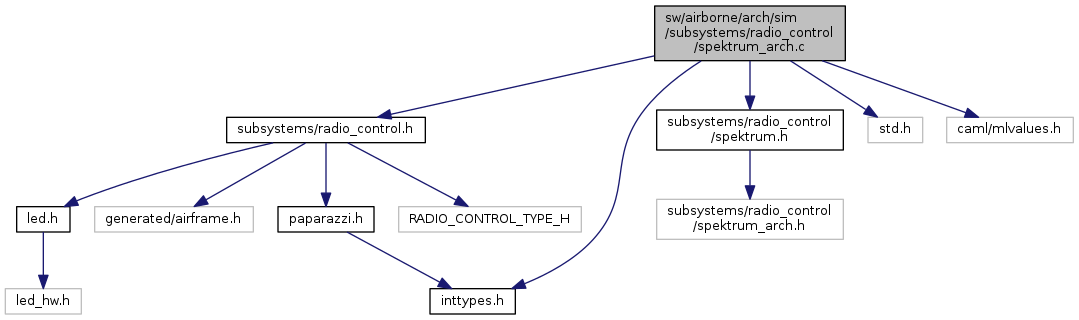 sw/airborne/arch/sim
/subsystems/radio_control
/spektrum_arch.c
subsystems/radio_control.h
subsystems/radio_control
/spektrum.h
std.h
caml/mlvalues.h
led.h
generated/airframe.h
paparazzi.h
RADIO_CONTROL_TYPE_H
subsystems/radio_control
/spektrum_arch.h
led_hw.h
inttypes.h